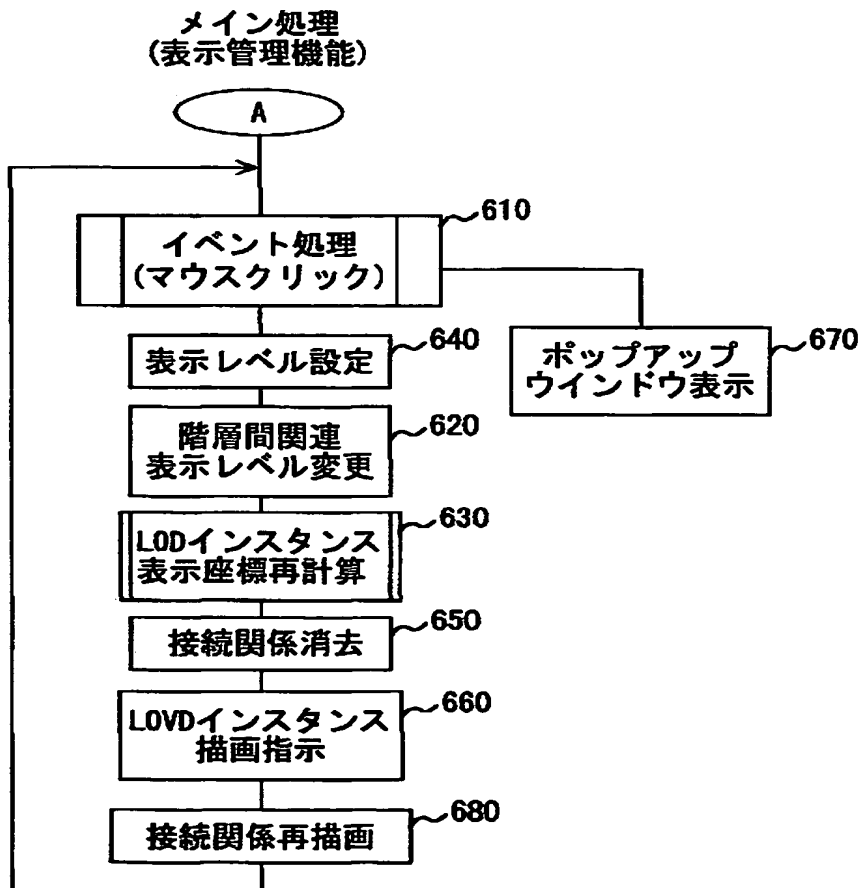 メイン処理
(表示管理機能)
A
610
イベント処理
(マウスクリック)
640
表示レベル設定
670
ポップアップ
ウインドウ表示
620
階層間関連
表示レベル変更
630
LODインスタンス
表示座標再計算
650
接続関係消去
660
LOVDインスタンス
描画指示
680
接続関係再描画